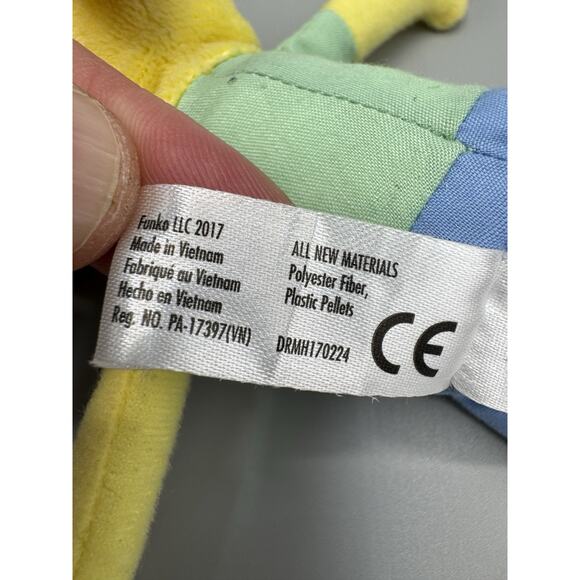 Funko LLC 2017
Made in Vietnam
Fabriqué au Vietnam
Hecho en Vietnam
Reg. NO. PA-17397(VN)
ALL NEW MATERIALS
Polyester Fiber,
Plastic Pellets
DRMH170224
CE